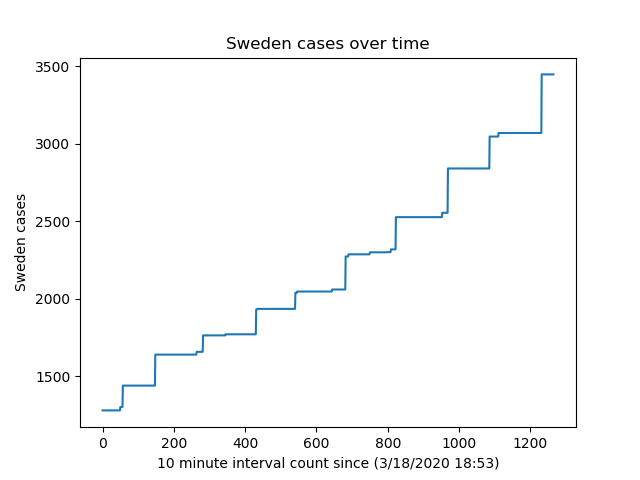 Sweden cases over time
3500
3000
2500
2000
1500
Sweden cases
0 200 400 600 800 1000 1200
10 minute interval count since (3/18/2020 18:53)